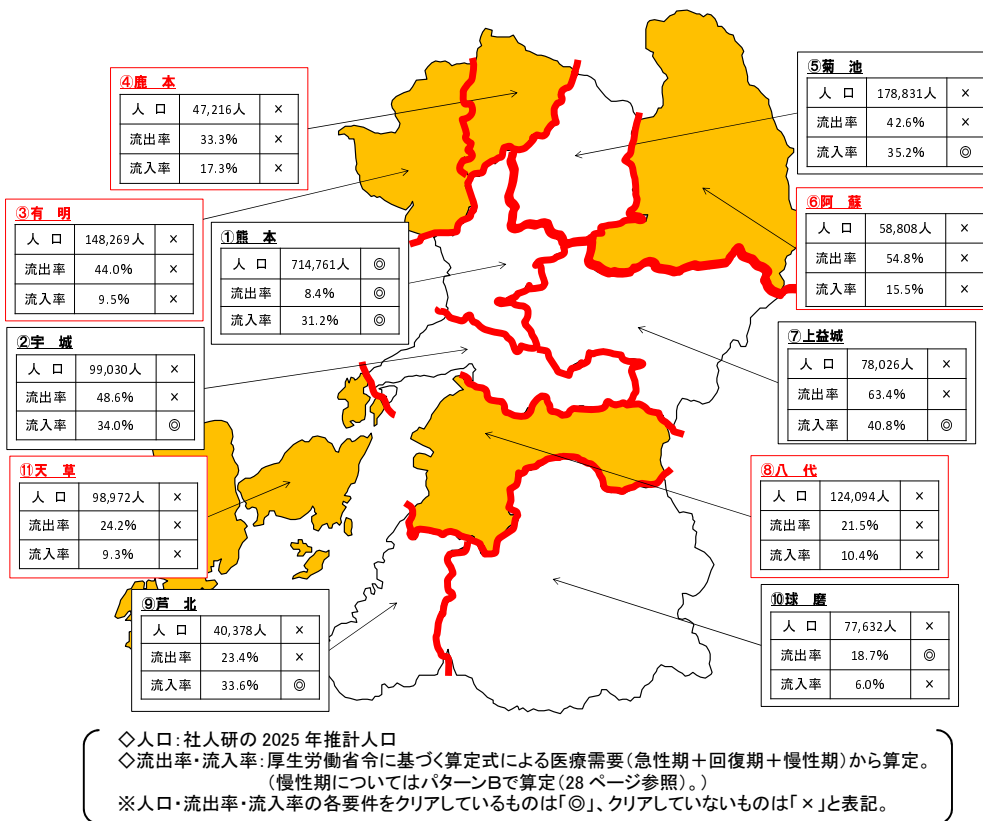 ④鹿 本
人 口 47,216人 ×
流出率 33.3% ×
流入率 17.3% ×
⑤菊 池
人 口 178,831人 ×
流出率 42.6% ×
流入率 35.2% ◎
③有 明
人 口 148,269人 ×
流出率 44.0% ×
流入率 9.5% ×
①熊 本
人 口 714,761人 ◎
流出率 8.4% ◎
流入率 31.2% ◎
⑥阿 蘇
人 口 58,808人 ×
流出率 54.8% ×
流入率 15.5% ×
②宇 城
人 口 99,030人 ×
流出率 48.6% ×
流入率 34.0% ◎
⑦上益城
人 口 78,026人 ×
流出率 63.4% ×
流入率 40.8% ◎
⑪天 草
人 口 98,972人 ×
流出率 24.2% ×
流入率 9.3% ×
⑧八 代
人 口 124,094人 ×
流出率 21.5% ×
流入率 10.4% ×
⑨芦 北
人 口 40,378人 ×
流出率 23.4% ×
流入率 33.6% ◎
⑩球 磨
人 口 77,632人 ×
流出率 18.7% ◎
流入率 6.0% ×
◇人口：社人研の 2025 年推計人口
◇流出率・流入率：厚生労働省令に基づく算定式による医療需要（急性期＋回復期＋慢性期）から算定。
（慢性期についてはパターンＢで算定（28 ページ参照）。）
※人口・流出率・流入率の各要件をクリアしているものは「◎」、クリアしていないものは「×」と表記。